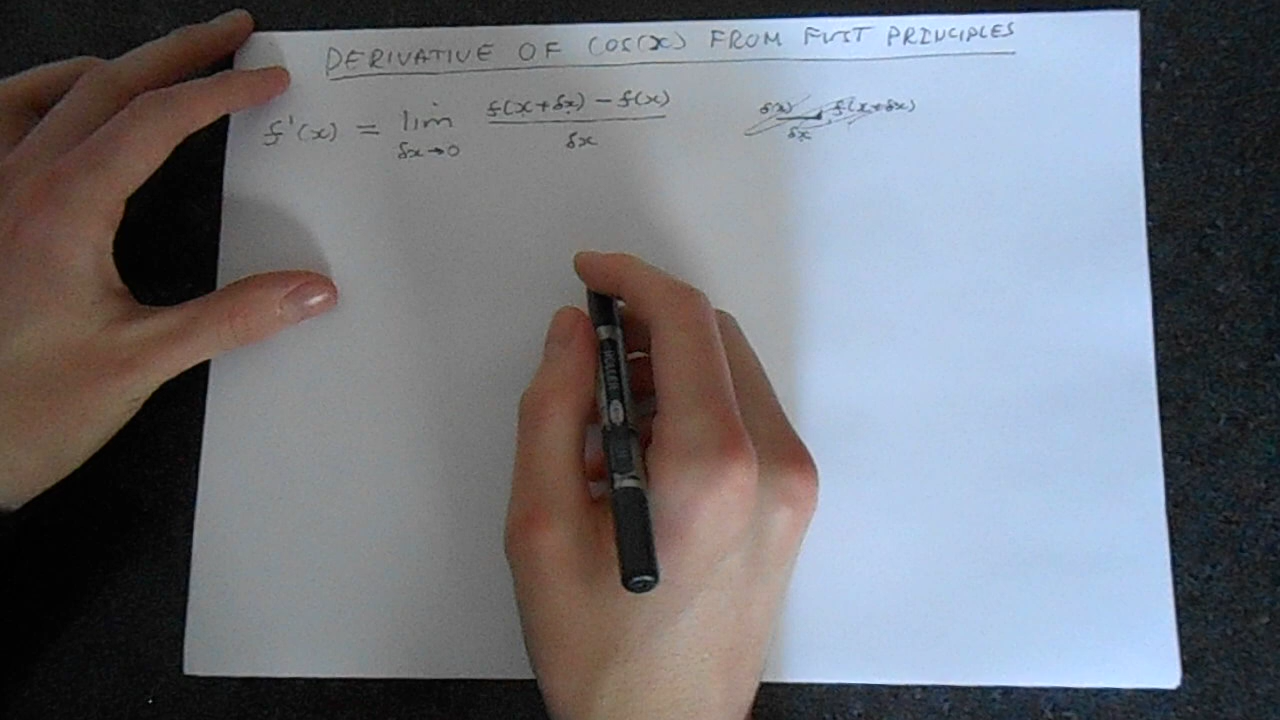 DERIVATIVE OF COS(x) FROM FIRST PRINCIPLES
f'(x) = lim δx→0 f(x+δx) - f(x) / δx